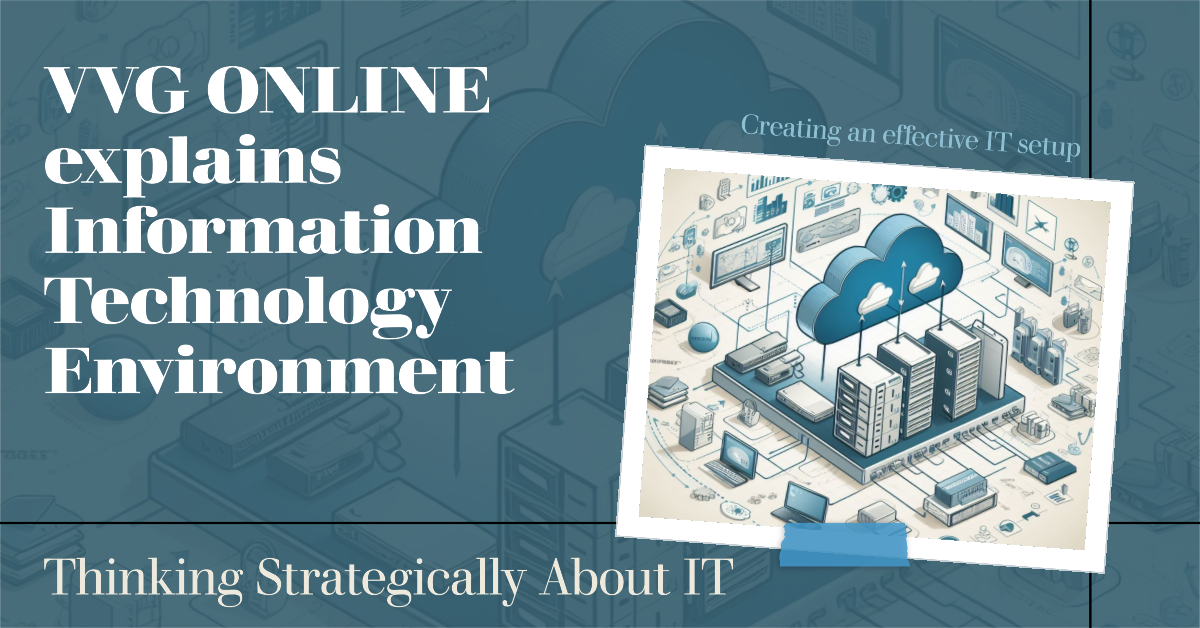 VVG ONLINE
explains
Information
Technology
Environment
Creating an effective IT setup
Thinking Strategically About IT